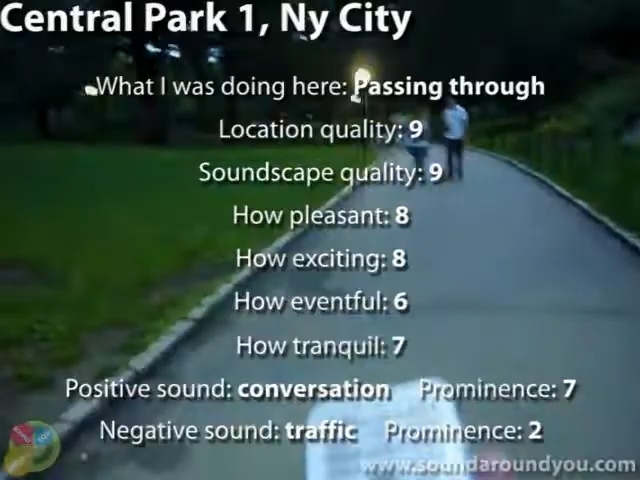 Central Park 1, Ny City
What I was doing here: Passing through
Location quality: 9
Soundscape quality: 9
How pleasant: 8
How exciting: 8
How eventful: 6
How tranquil: 7
Positive sound: conversation Prominence: 7
Negative sound: traffic Prominence: 2
www.soundaroundyou.com